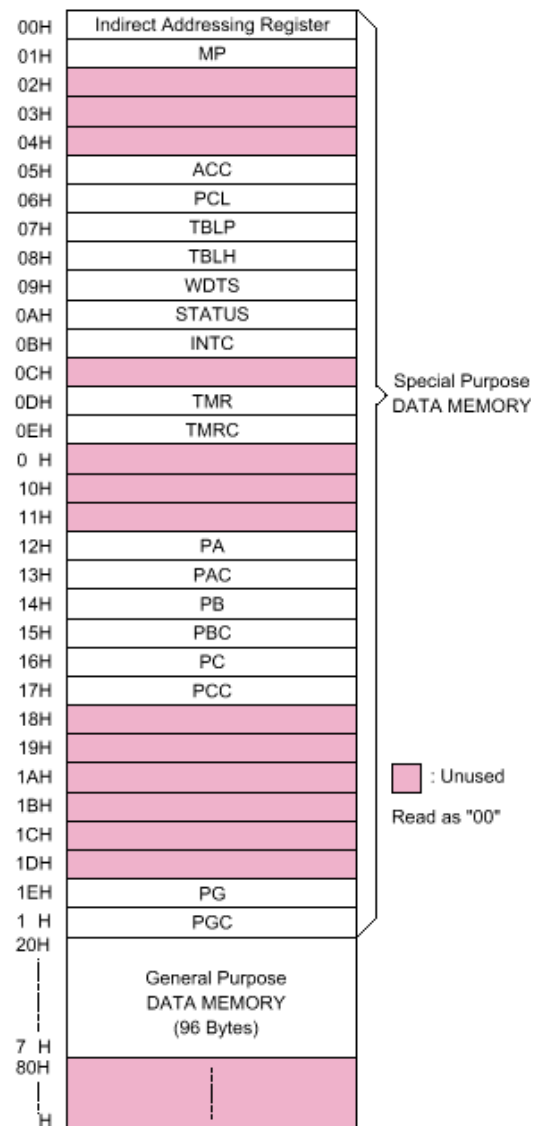 00H Indirect Addressing Register
01H MP
02H
03H
04H
05H ACC
06H PCL
07H TBLP
08H TBLH
09H WDTS
0AH STATUS
0BH INTC
0CH
0DH TMR
0EH TMRC
0 H
10H
11H
12H PA
13H PAC
14H PB
15H PBC
16H PC
17H PCC
18H
19H
1AH
1BH
1CH
1DH
1EH PG
1 H PGC
20H
General Purpose
DATA MEMORY
(96 Bytes)
7 H
80H
H
Special Purpose
DATA MEMORY
: Unused
Read as "00"